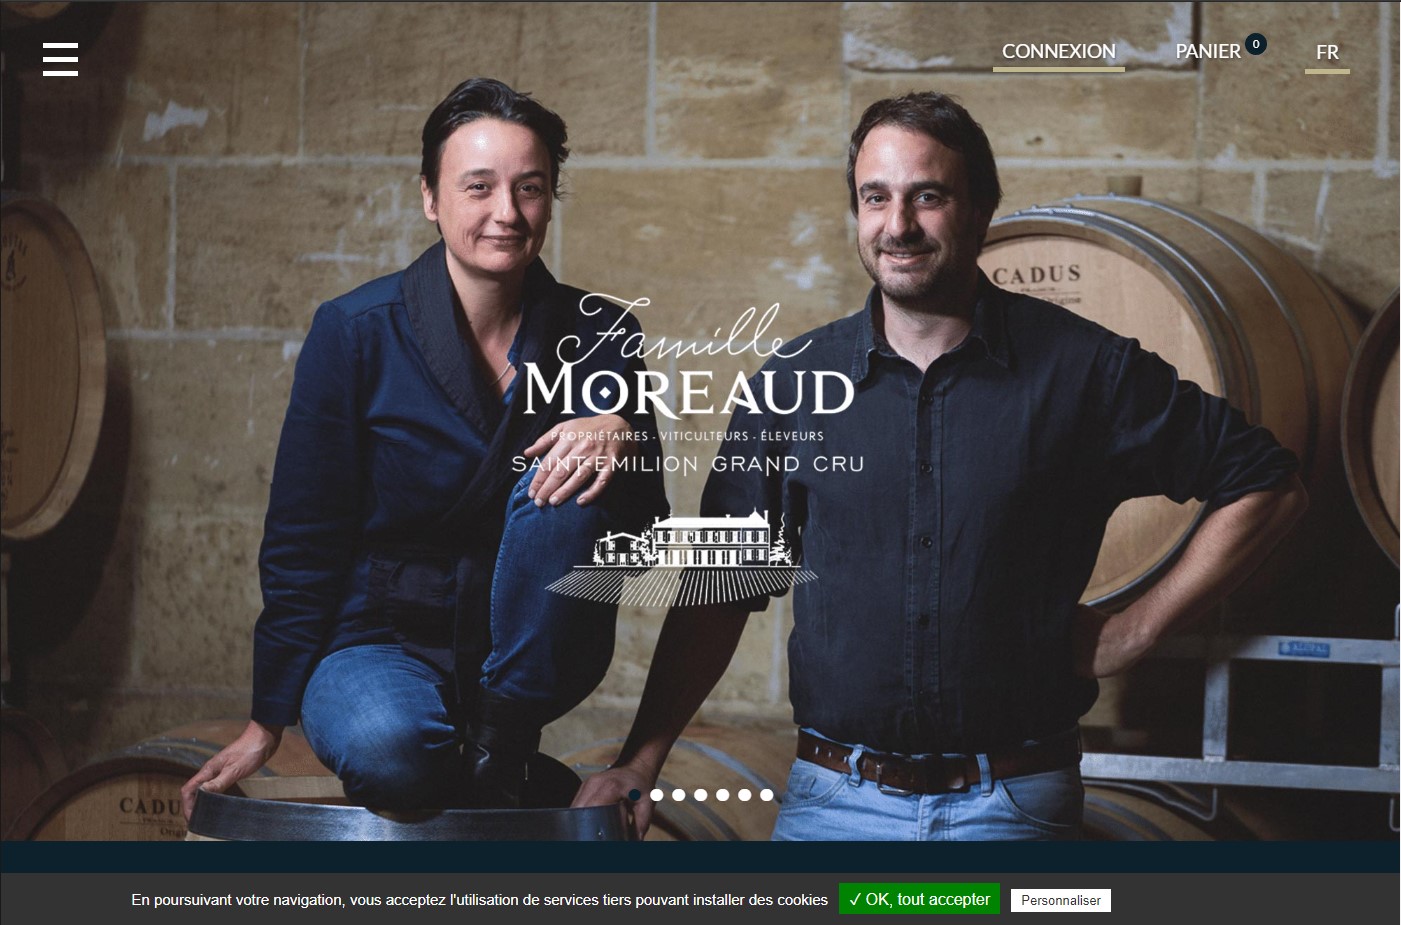 CONNEXION
PANIER 0
FR
CADUS
Famille
MOREAUD
PROPRIÉTAIRES - VITICULTEURS - ÉLEVEURS
SAINT-EMILION GRAND CRU
En poursuivant votre navigation, vous acceptez l'utilisation de services tiers pouvant installer des cookies
✓ OK, tout accepter
Personnaliser